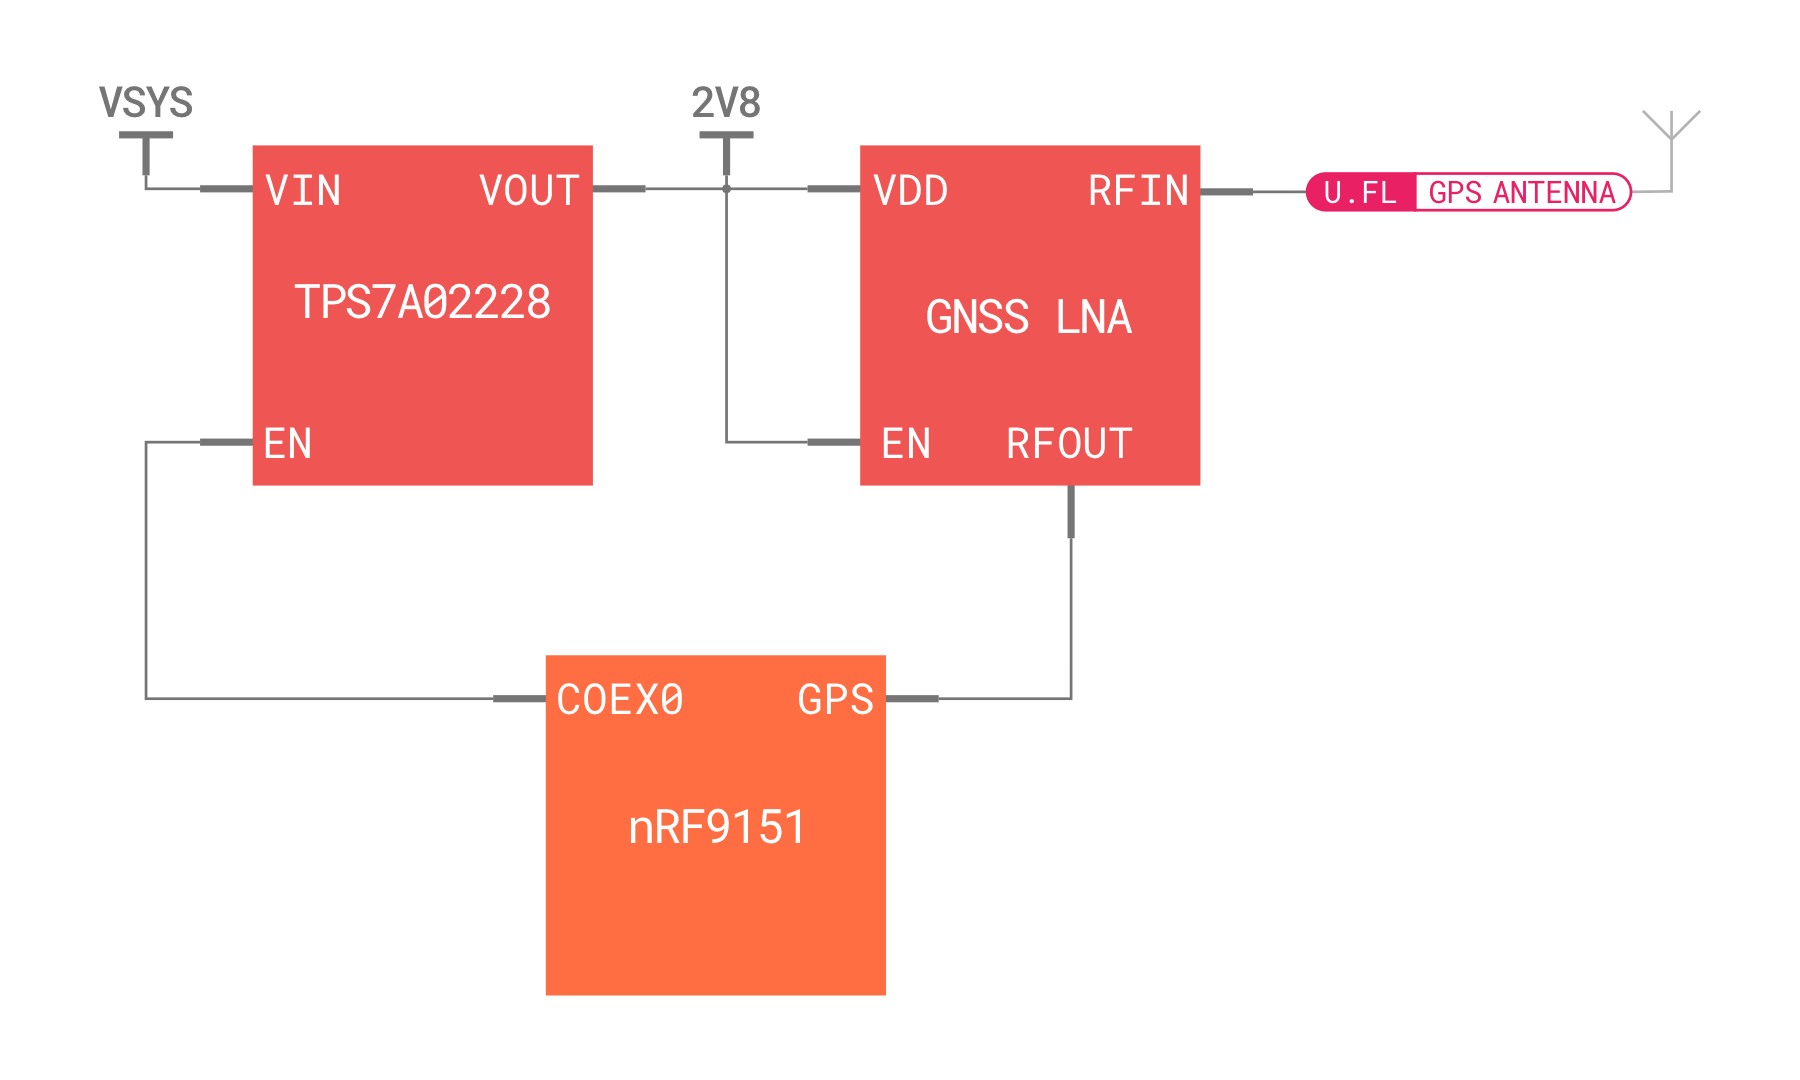 VSYS
2V8
VIN
VOUT
TPS7A02228
EN
VDD
RFIN
GNSS LNA
EN
RFOUT
U.FL
GPS ANTENNA
COEX0
GPS
nRF9151